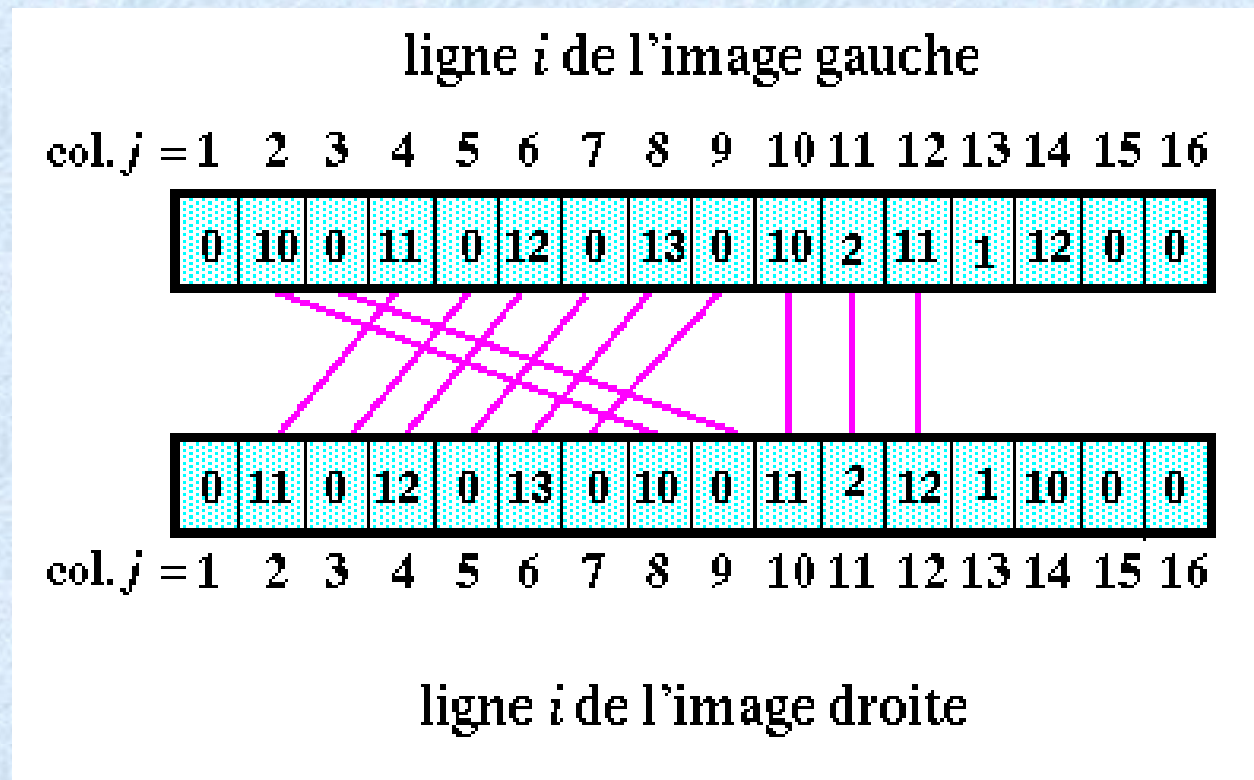 ligne i de l'image gauche
col. j = 1 2 3 4 5 6 7 8 9 10 11 12 13 14 15 16
0 10 0 11 0 12 0 13 0 10 2 11 1 12 0 0
0 11 0 12 0 13 0 10 0 11 2 12 1 10 0 0
col. j = 1 2 3 4 5 6 7 8 9 10 11 12 13 14 15 16
ligne i de l'image droite